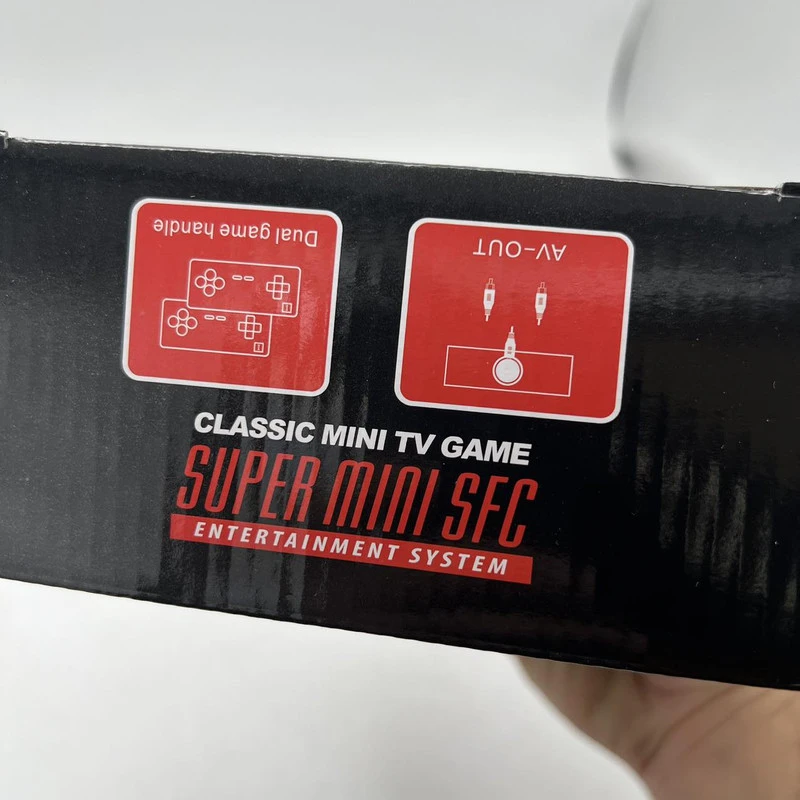 Dual game handle
AV-OUT
CLASSIC MINI TV GAME
SUPER MINI SFC
ENTERTAINMENT SYSTEM